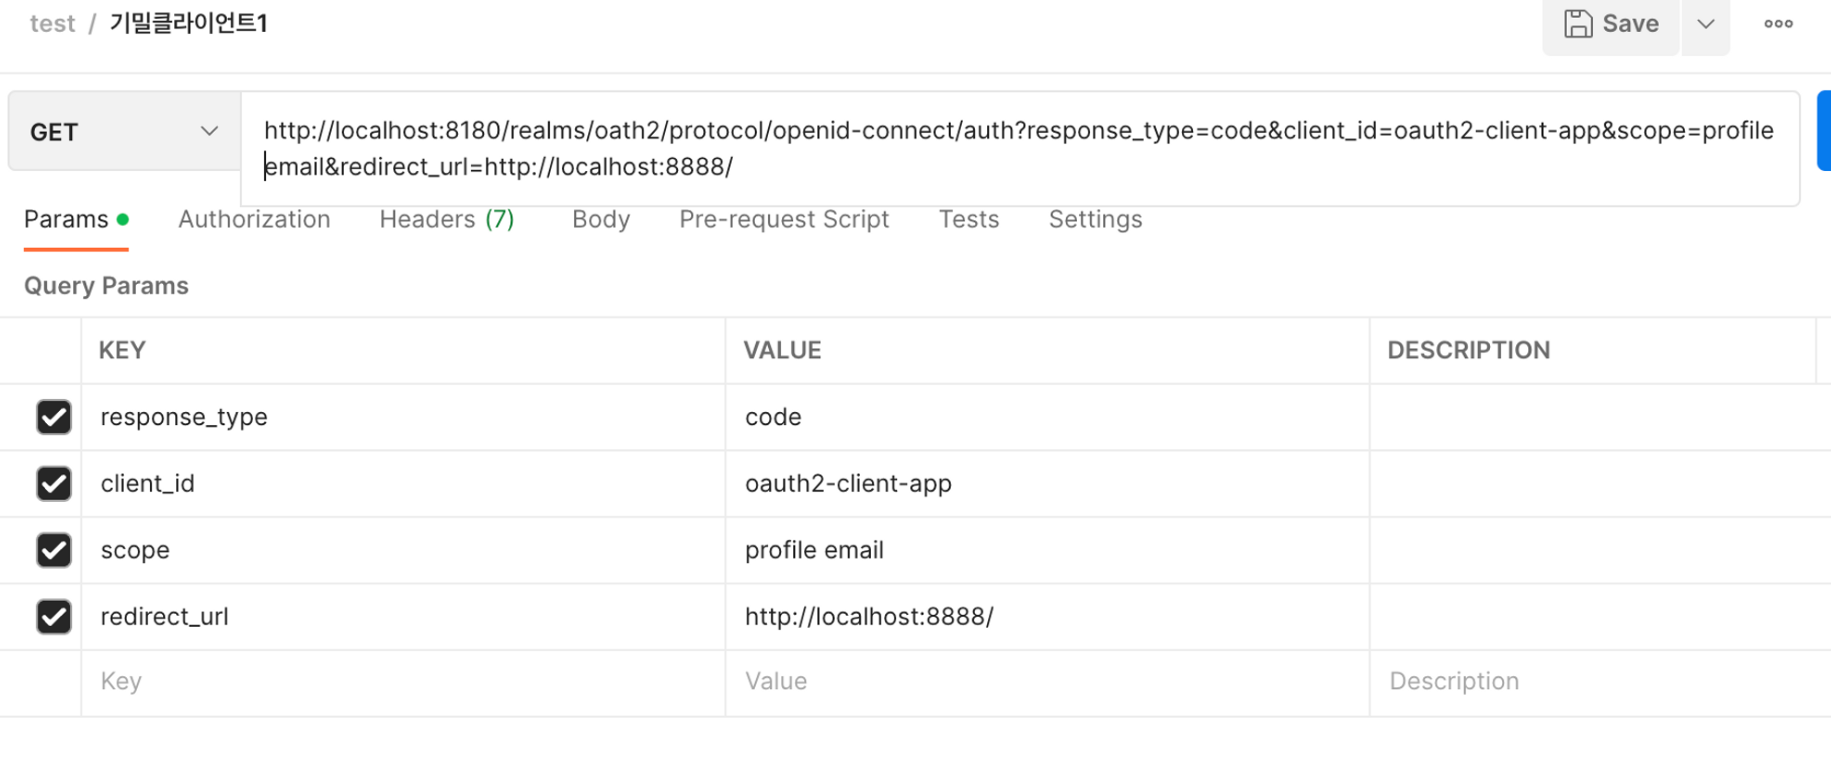 test / 기밀클라이언트1
Save
GET
http://localhost:8180/realms/oath2/protocol/openid-connect/auth?response_type=code&client_id=oauth2-client-app&scope=profile
email&redirect_url=http://localhost:8888/
Params Authorization Headers (7) Body Pre-request Script Tests Settings
Query Params
KEY VALUE DESCRIPTION
response_type code
client_id oauth2-client-app
scope profile email
redirect_url http://localhost:8888/
Key Value Description